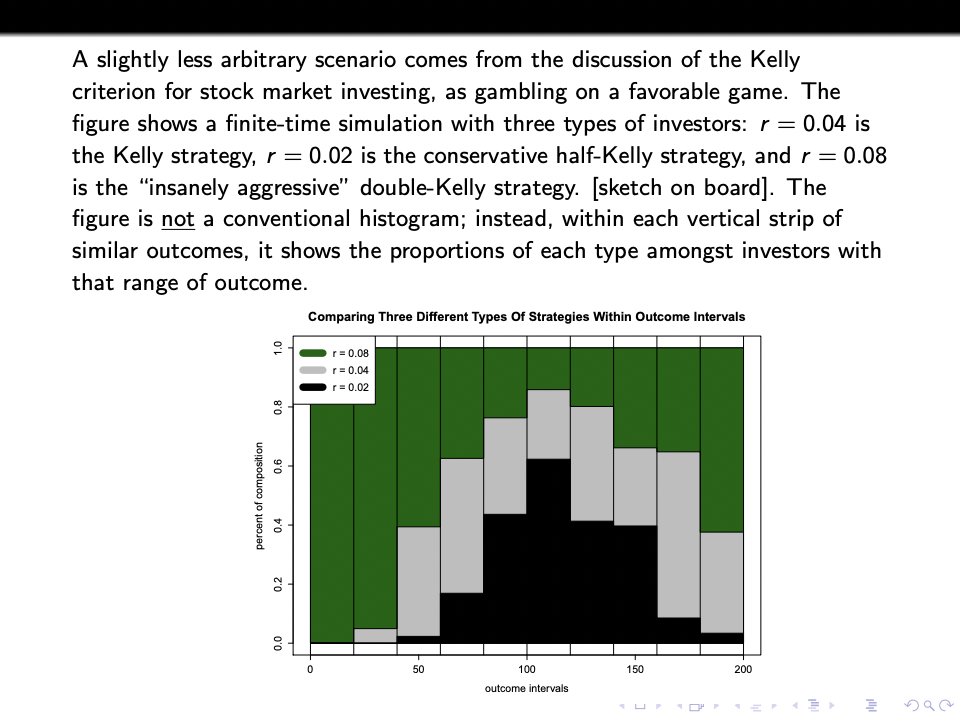 A slightly less arbitrary scenario comes from the discussion of the Kelly
criterion for stock market investing, as gambling on a favorable game. The
figure shows a finite-time simulation with three types of investors: r = 0.04 is
the Kelly strategy, r = 0.02 is the conservative half-Kelly strategy, and r = 0.08
is the “insanely aggressive” double-Kelly strategy. [sketch on board]. The
figure is not a conventional histogram; instead, within each vertical strip of
similar outcomes, it shows the proportions of each type amongst investors with
that range of outcome.
Comparing Three Different Types Of Strategies Within Outcome Intervals
r = 0.08
r = 0.04
r = 0.02
percent of composition
1.0
0.8
0.6
0.4
0.2
0.0
0 50 100 150 200
outcome intervals